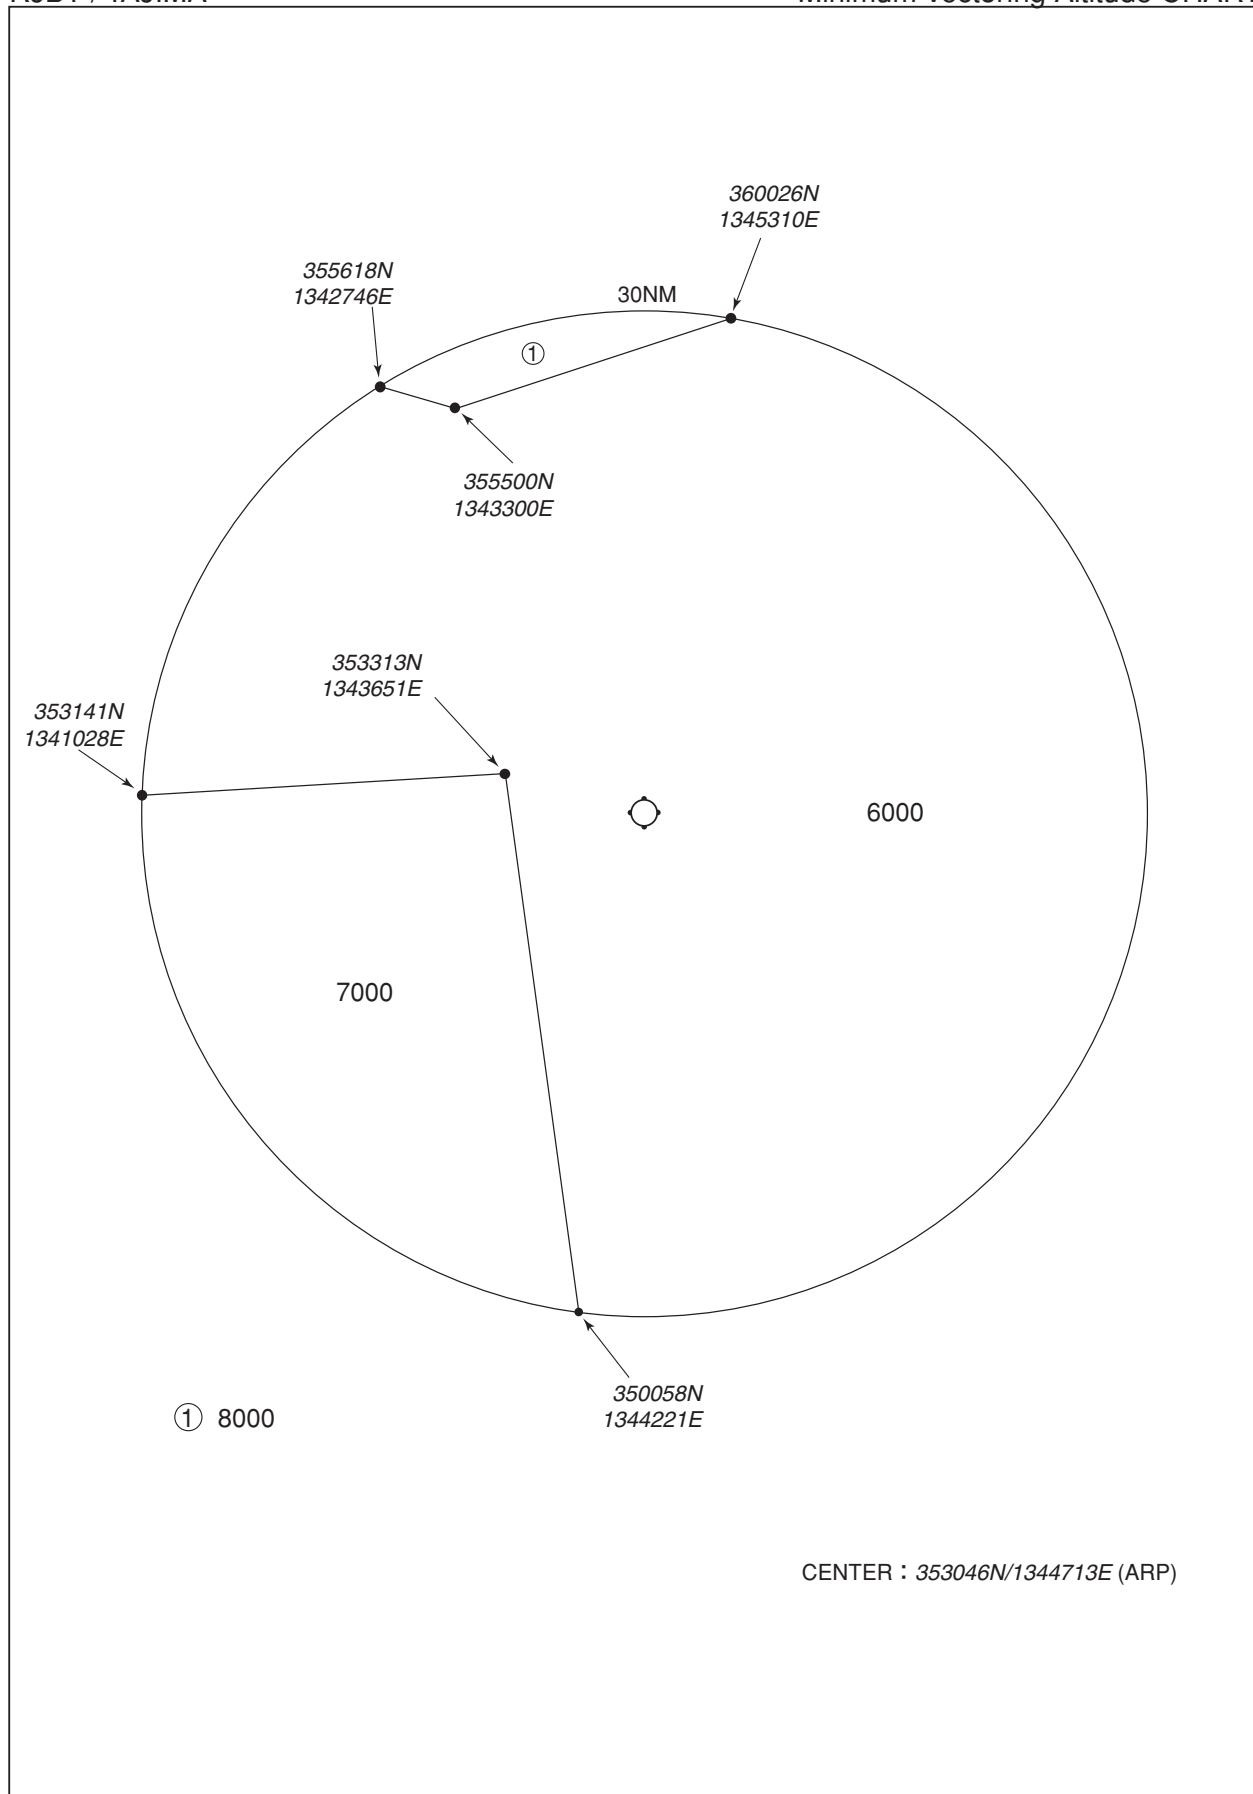 Minimum Vectoring Altitude CHART
360026N
1345310E
355618N
1342746E
30NM
①
355500N
1343300E
353313N
1343651E
353141N
1341028E
6000
7000
350058N
1344221E
① 8000
CENTER : 353046N/1344713E (ARP)